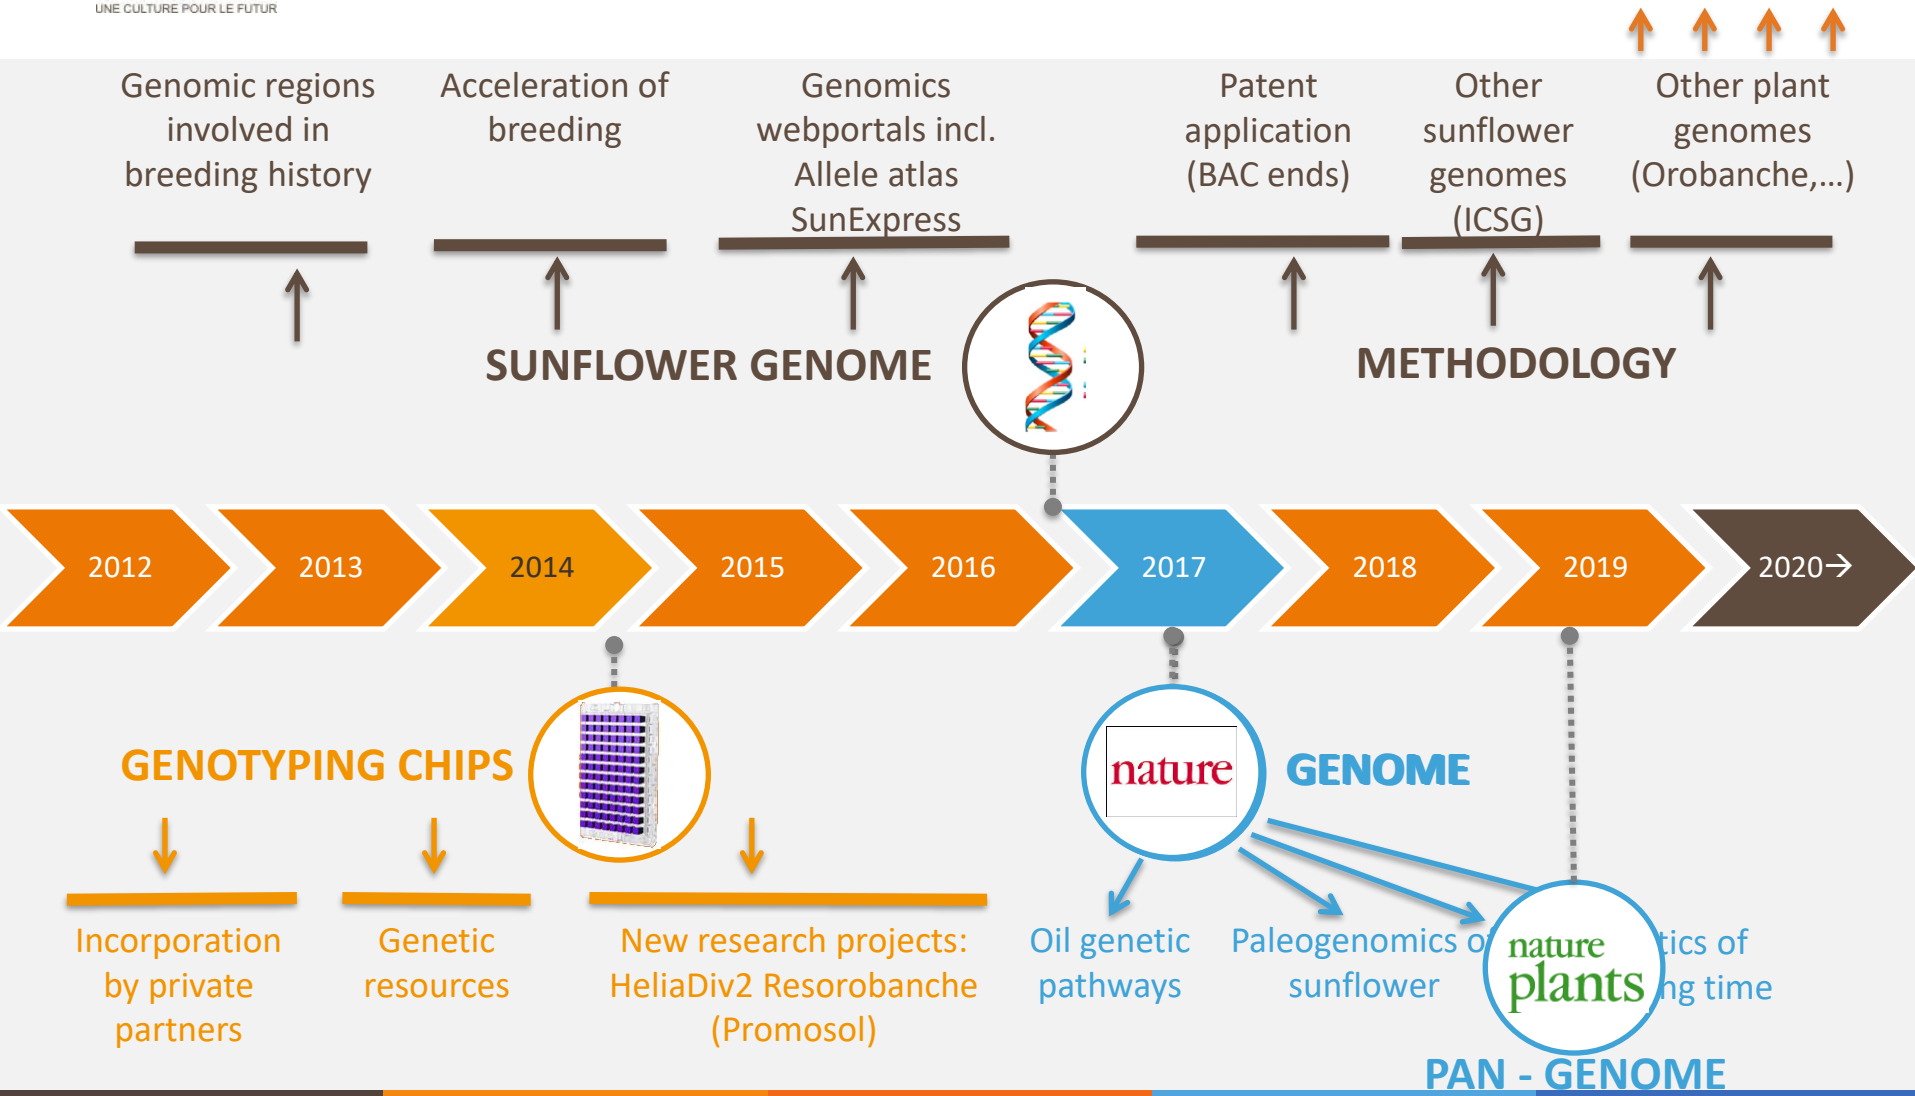 UNE CULTURE POUR LE FUTUR
Genomic regions
involved in
breeding history
Acceleration of
breeding
Genomics
webportals incl.
Allele atlas
SunExpress
Patent
application
(BAC ends)
Other
sunflower
genomes
(ICSG)
Other plant
genomes
(Orobanche,...)
SUNFLOWER GENOME
METHODOLOGY
2012
2013
2014
2015
2016
2017
2018
2019
2020→
GENOTYPING CHIPS
nature
GENOME
Incorporation
by private
partners
Genetic
resources
New research projects:
HeliaDiv2 Resorobanche
(Promosol)
Oil genetic
pathways
Paleogenomics of
sunflower
nature
plants
of
time
PAN - GENOME